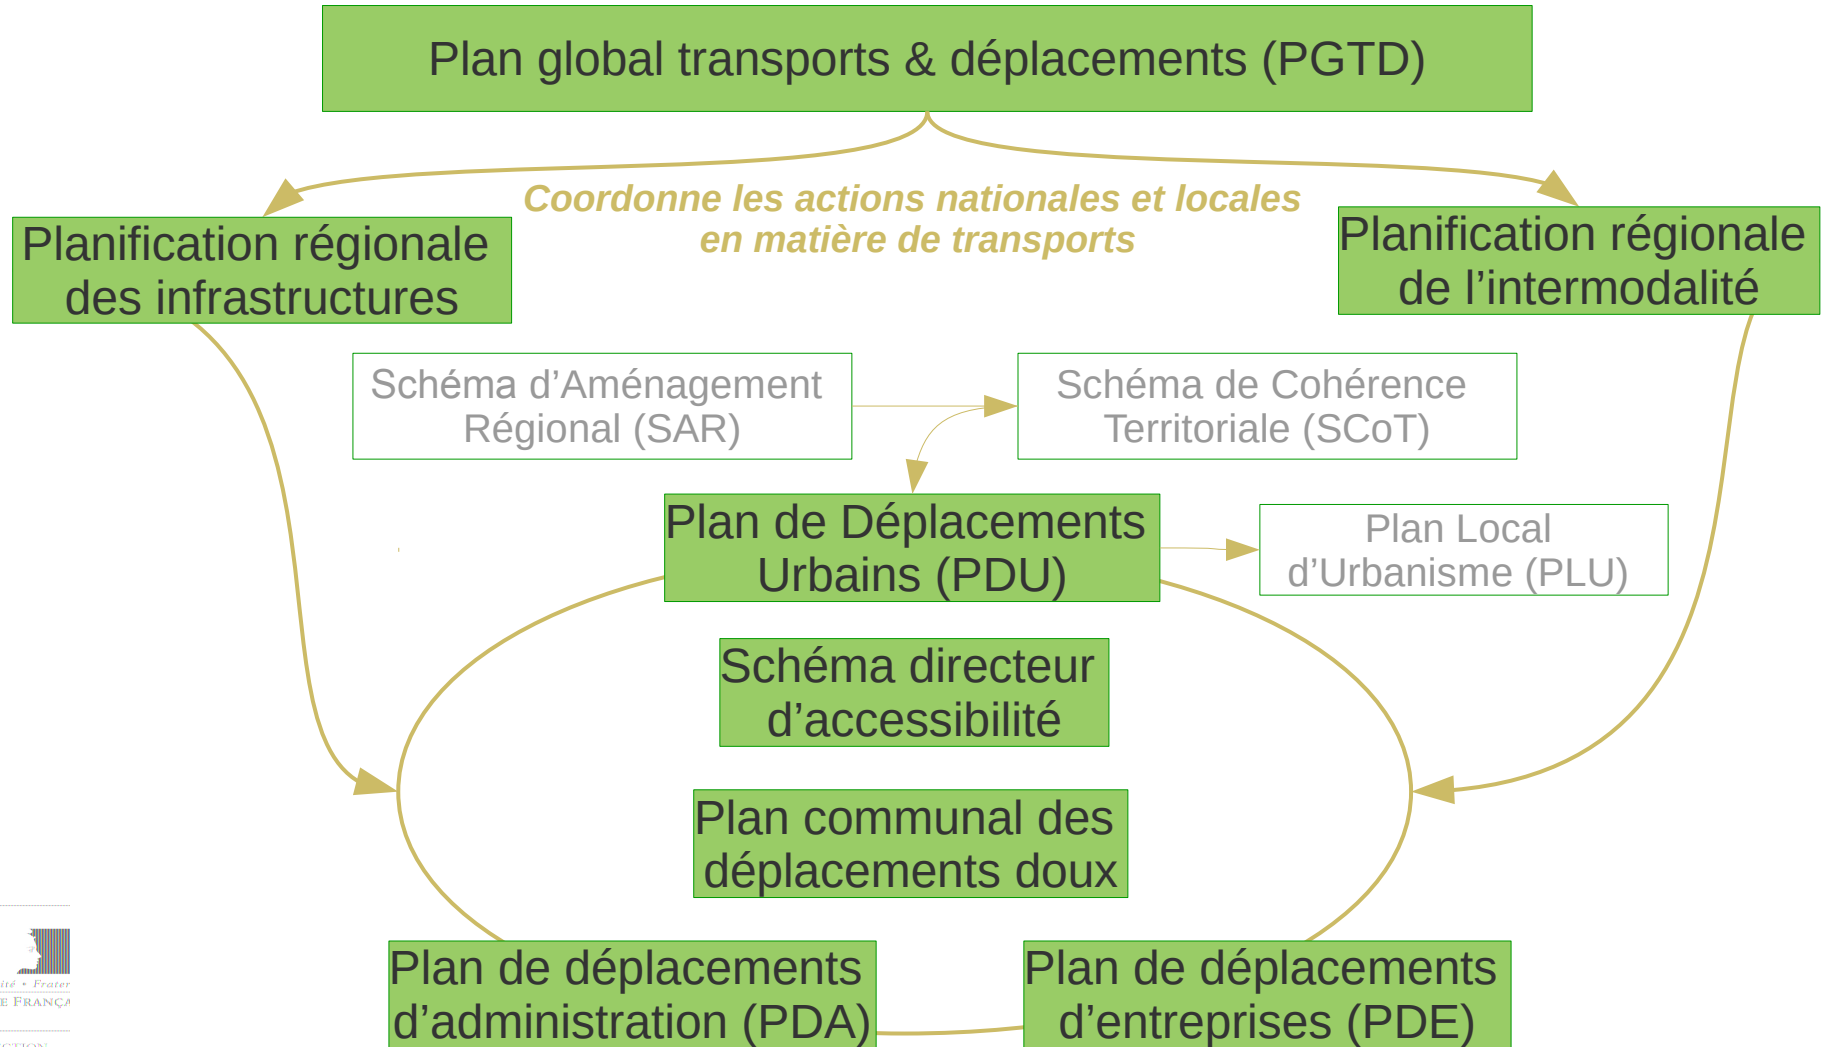 Plan global transports & déplacements (PGTD)
Coordonne les actions nationales et locales
en matière de transports
Planification régionale
des infrastructures
Planification régionale
de l’intermodalité
Schéma d’Aménagement
Régional (SAR)
Schéma de Cohérence
Territoriale (SCoT)
Plan de Déplacements
Urbains (PDU)
Plan Local
d’Urbanisme (PLU)
Schéma directeur
d’accessibilité
Plan communal des
déplacements doux
Plan de déplacements
d’administration (PDA)
Plan de déplacements
d’entreprises (PDE)
ité • Frater
E FRANÇA